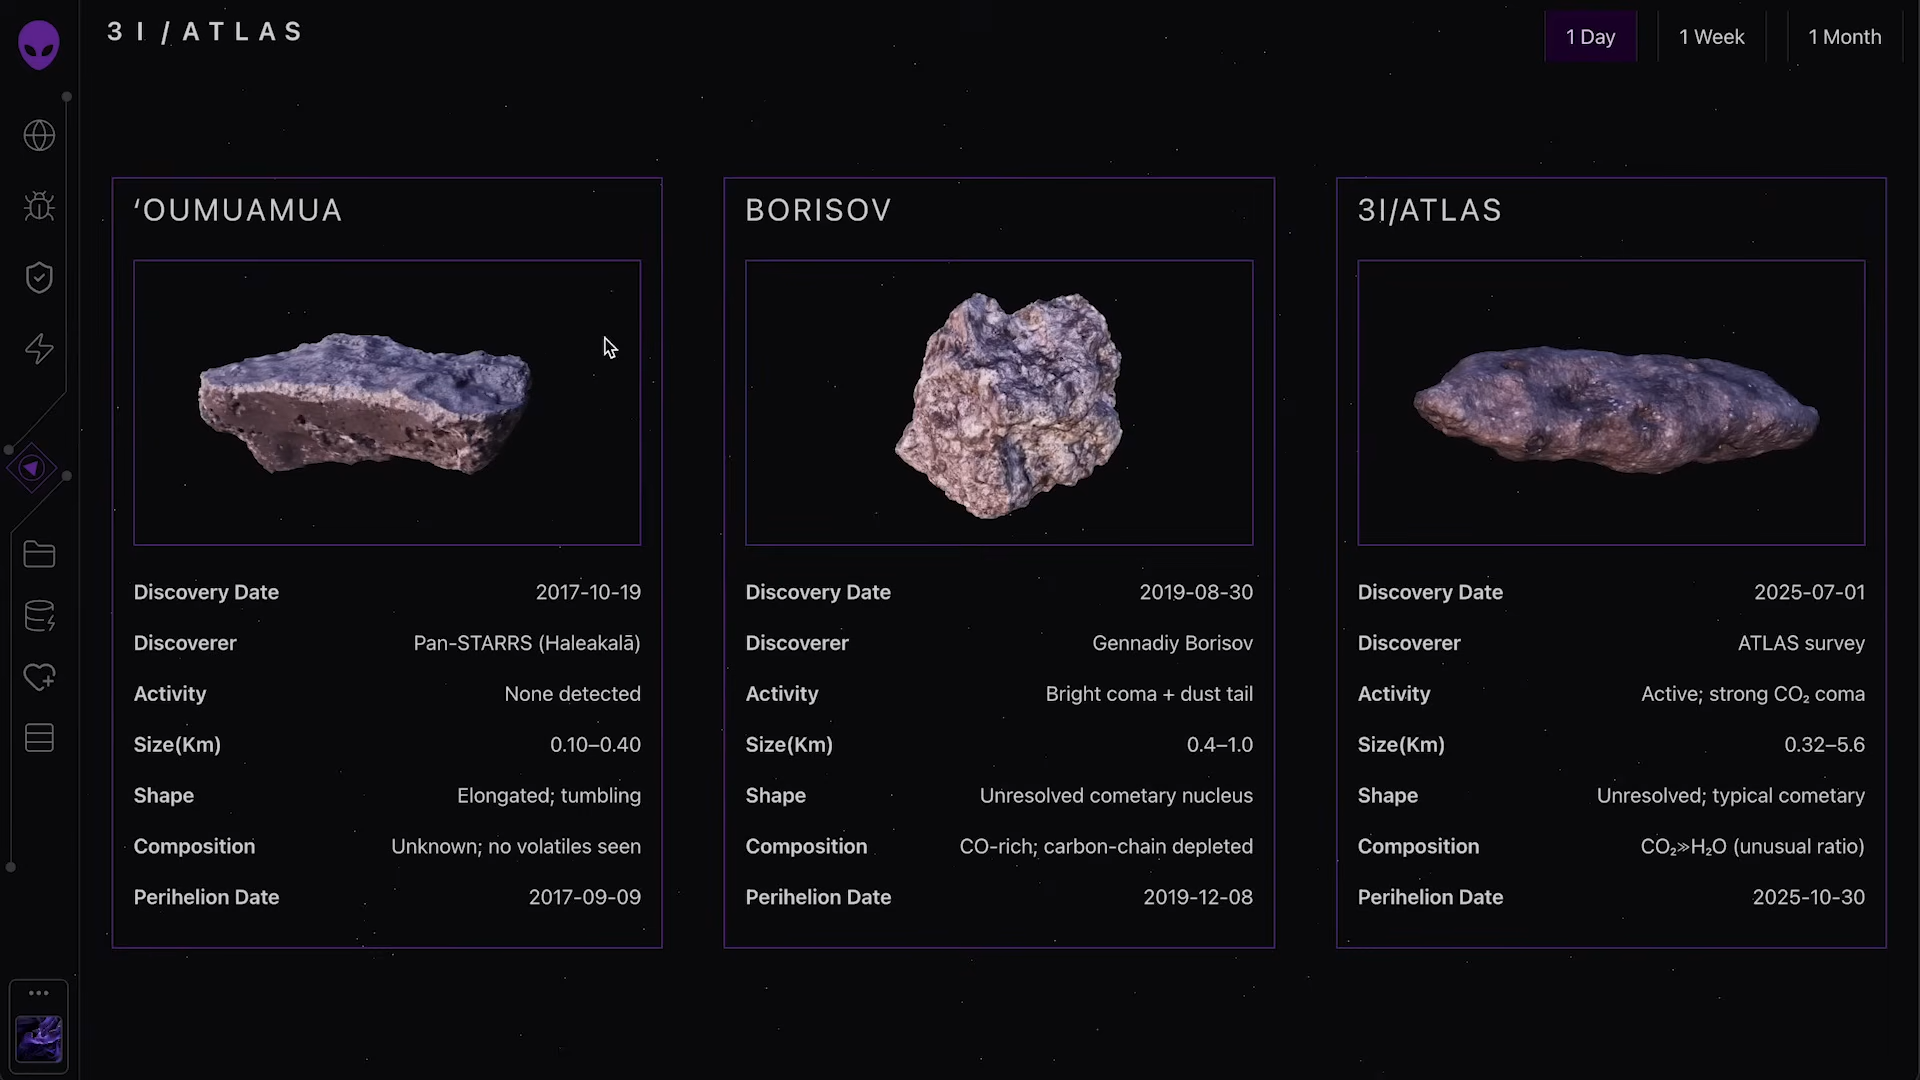 3I/ATLAS
1 Day
1 Week
1 Month
‘OUMUAMUA
Discovery Date 2017-10-19
Discoverer Pan-STARRS (Haleakalā)
Activity None detected
Size(Km) 0.10–0.40
Shape Elongated; tumbling
Composition Unknown; no volatiles seen
Perihelion Date 2017-09-09
BORISOV
Discovery Date 2019-08-30
Discoverer Gennadiy Borisov
Activity Bright coma + dust tail
Size(Km) 0.4–1.0
Shape Unresolved cometary nucleus
Composition CO-rich; carbon-chain depleted
Perihelion Date 2019-12-08
3I/ATLAS
Discovery Date 2025-07-01
Discoverer ATLAS survey
Activity Active; strong CO₂ coma
Size(Km) 0.32–5.6
Shape Unresolved; typical cometary
Composition CO₂≫H₂O (unusual ratio)
Perihelion Date 2025-10-30